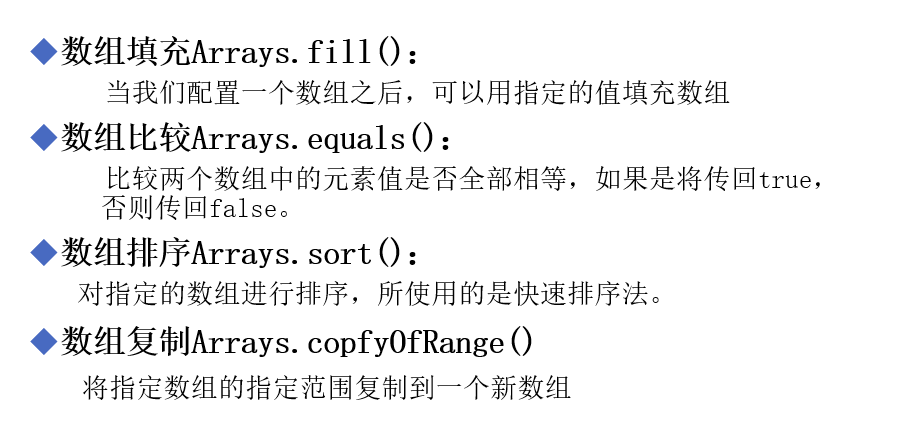 数组填充Arrays.fill()：
当我们配置一个数组之后，可以用指定的值填充数组
数组比较Arrays.equals()：
比较两个数组中的元素值是否全部相等，如果是将传回true，
否则传回false。
数组排序Arrays.sort()：
对指定的数组进行排序，所使用的是快速排序法。
数组复制Arrays.copfyOfRange()
将指定数组的指定范围复制到一个新数组